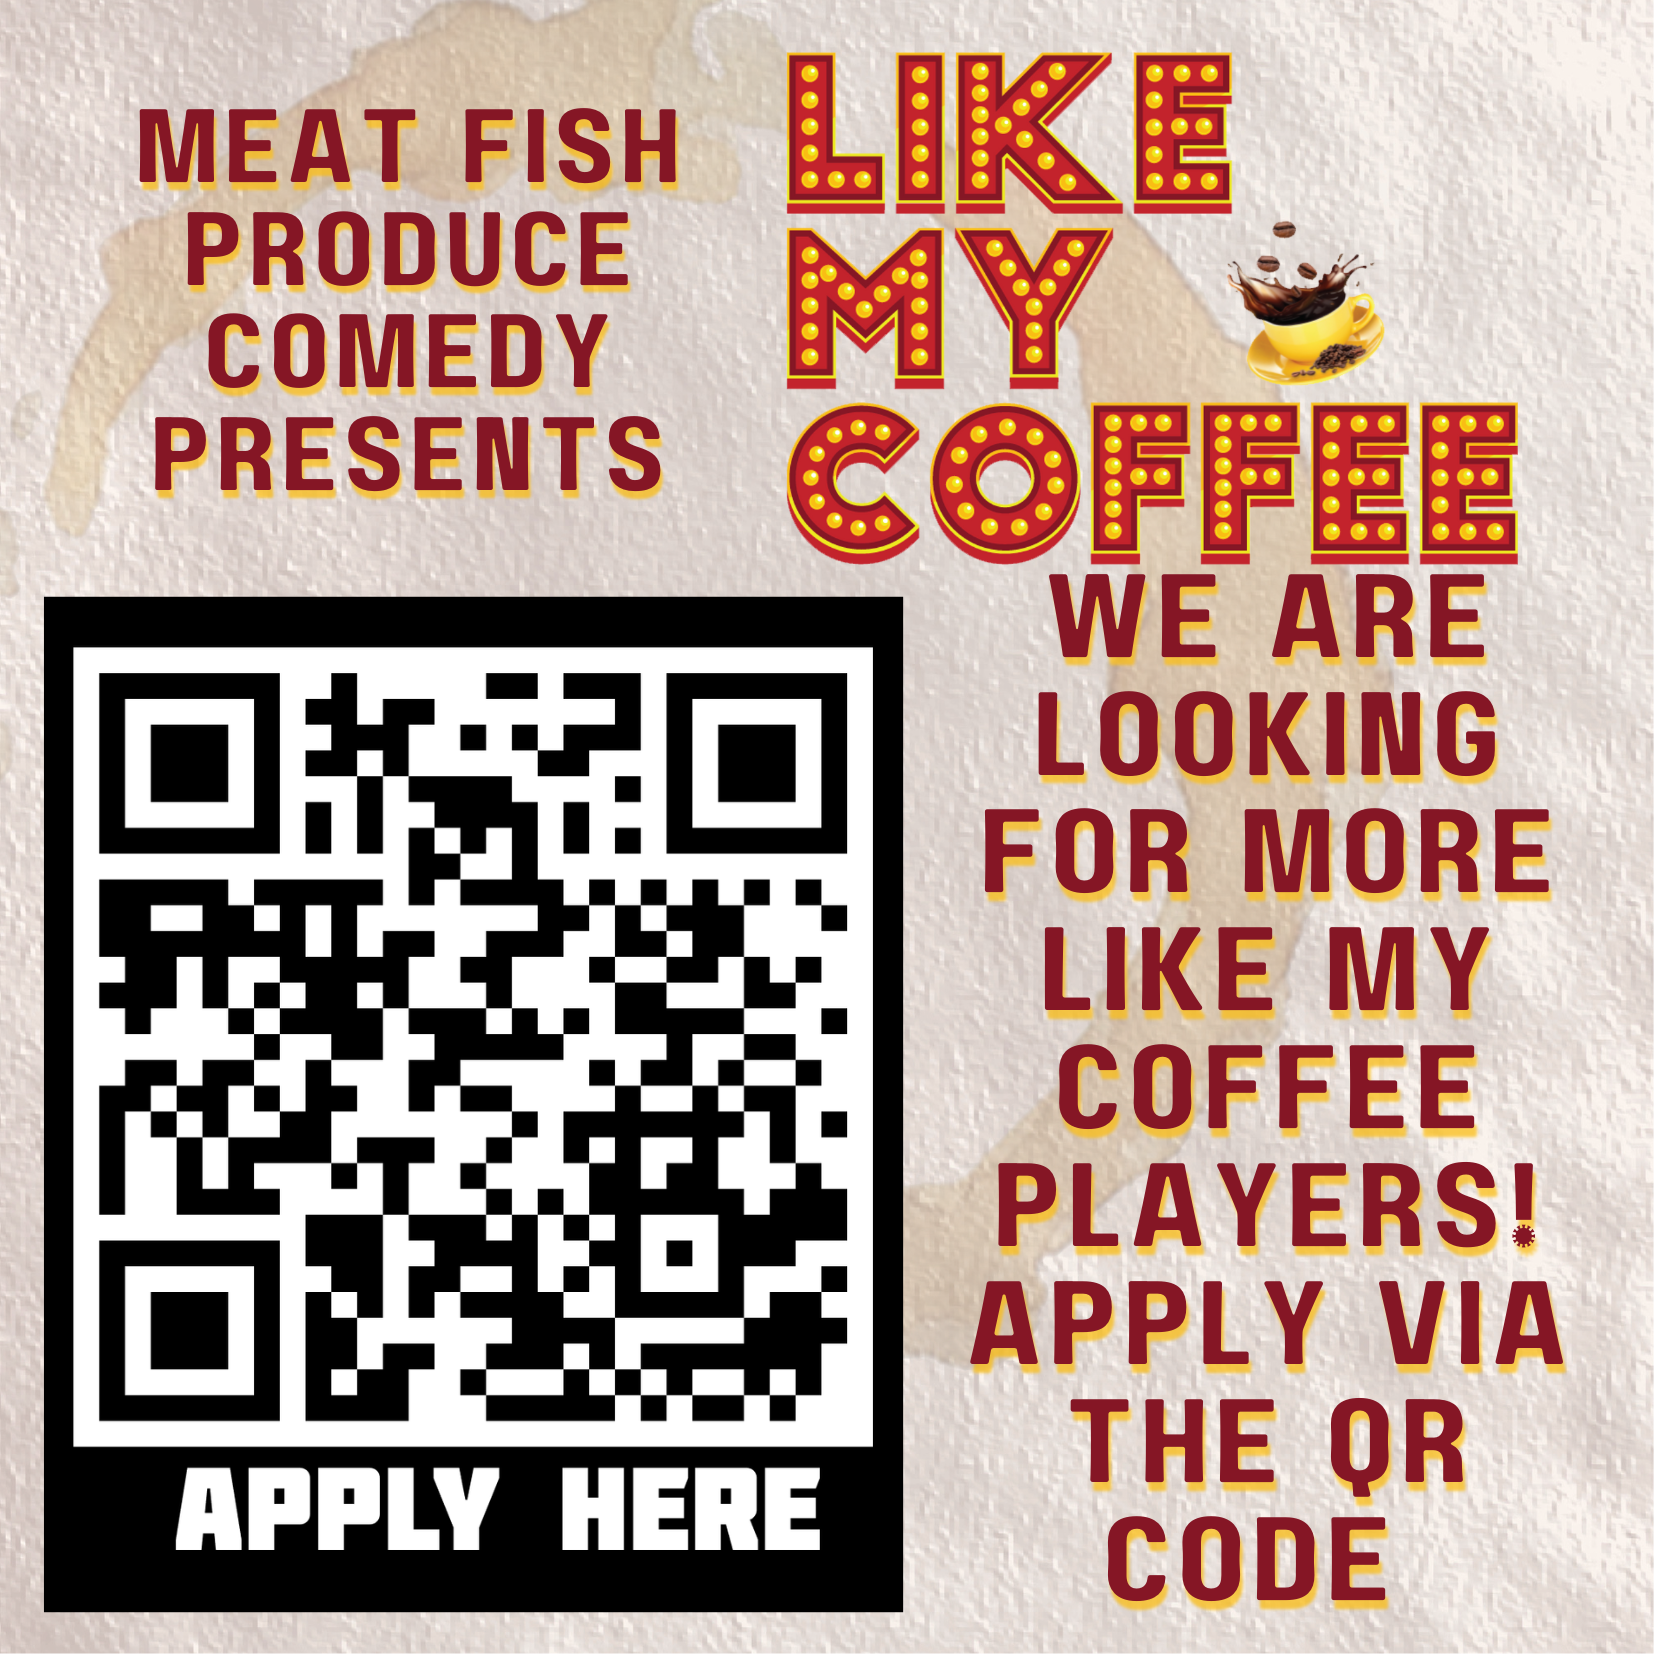 MEAT FISH
PRODUCE
COMEDY
PRESENTS
LIKE
MY
COFFEE
WE ARE
LOOKING
FOR MORE
LIKE MY
COFFEE
PLAYERS!
APPLY VIA
THE QR
CODE
APPLY HERE